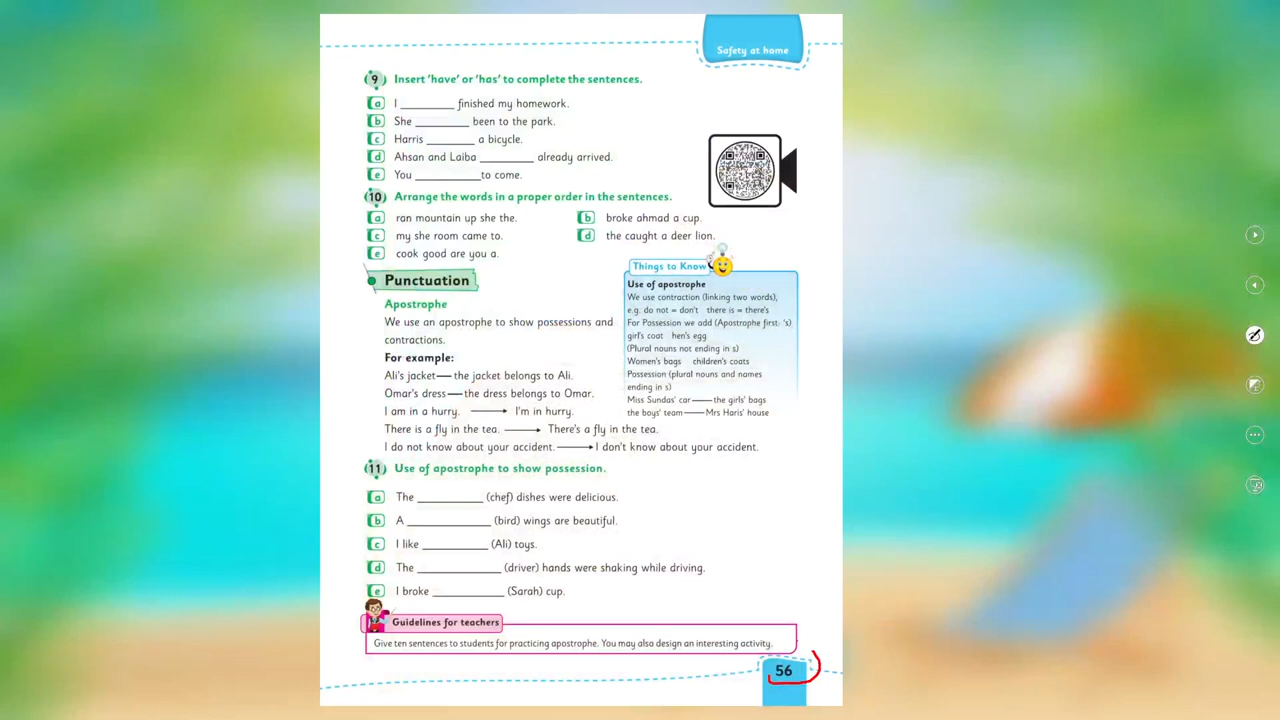 Safety at home
9 Insert 'have' or 'has' to complete the sentences.
a I __________ finished my homework.
b She __________ been to the park.
c Harris _________ a bicycle.
d Ahsan and Laiba __________ already arrived.
e You ____________to come.
10 Arrange the words in a proper order in the sentences.
a ran mountain up she the.
b broke ahmad a cup.
c my she room came to.
d the caught a deer lion.
e cook good are you a.
Punctuation
Apostrophe
We use an apostrophe to show possessions and
contractions.
For example:
Ali's jacket — the jacket belongs to Ali.
Omar's dress — the dress belongs to Omar.
I am in a hurry. → I'm in hurry.
There is a fly in the tea. → There's a fly in the tea.
I do not know about your accident. → I don't know about your accident.
Things to Know
Use of apostrophe
We use contraction (linking two words),
e.g. do not = don't there is = there's
For Possession we add (Apostrophe first: 's)
girl's coat hen's egg
(Plural nouns not ending in s)
Women's bags children's coats
Possession (plural nouns and names
ending in s)
Miss Sundas' car — the girls' bags
the boys' team — Mrs Haris' house
11 Use of apostrophe to show possession.
a The ____________ (chef) dishes were delicious.
b A _______________ (bird) wings are beautiful.
c I like ____________ (Ali) toys.
d The _______________ (driver) hands were shaking while driving.
e I broke _____________ (Sarah) cup.
Guidelines for teachers
Give ten sentences to students for practicing apostrophe. You may also design an interesting activity.
56